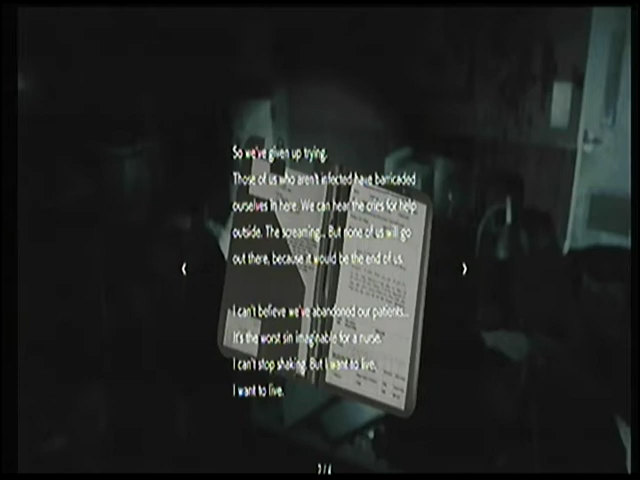 So we've given up trying.
Those of us who aren't infected have barricaded
ourselves in here. We can hear the cries for help
outside. The screaming... But none of us will go
out there, because it would be the end of us.
I can't believe we've abandoned our patients...
It's the worst sin imaginable for a nurse.
I can't stop shaking. But I want to live.
I want to live.